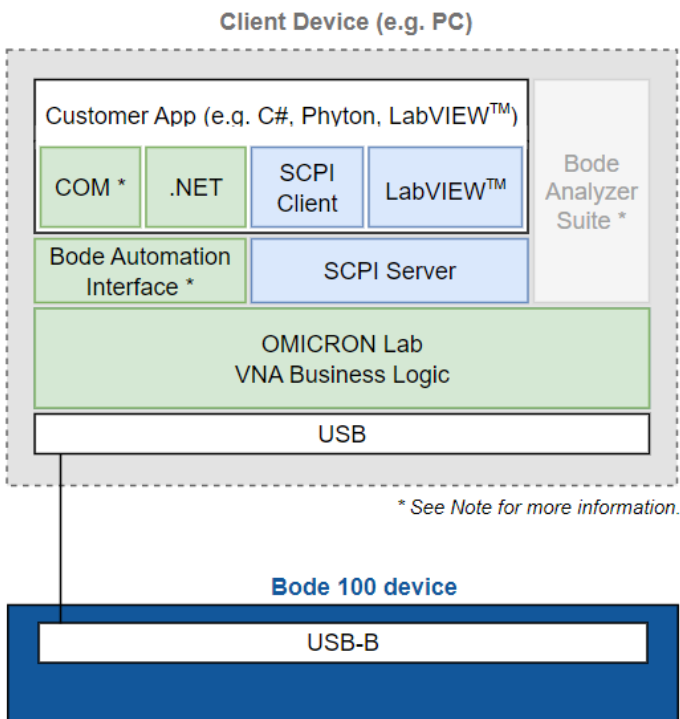 Client Device (e.g. PC)
Customer App (e.g. C#, Phyton, LabVIEW™)
COM *
.NET
SCPI
Client
LabVIEW™
Bode
Analyzer
Suite *
Bode Automation
Interface *
SCPI Server
OMICRON Lab
VNA Business Logic
USB
* See Note for more information.
Bode 100 device
USB-B